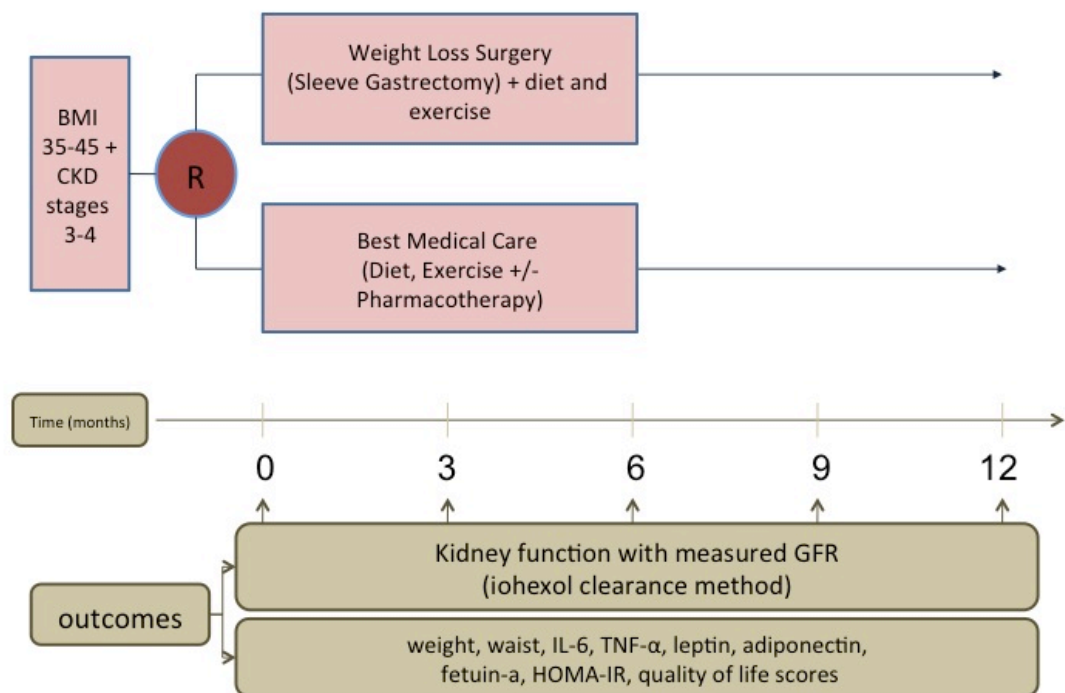 Weight Loss Surgery
(Sleeve Gastrectomy) + diet and
exercise
BMI
35-45 +
CKD
stages
3-4
R
Best Medical Care
(Diet, Exercise +/-
Pharmacotherapy)
Time (months)
0 3 6 9 12
Kidney function with measured GFR
(iohexol clearance method)
outcomes
weight, waist, IL-6, TNF-α, leptin, adiponectin,
fetuin-a, HOMA-IR, quality of life scores